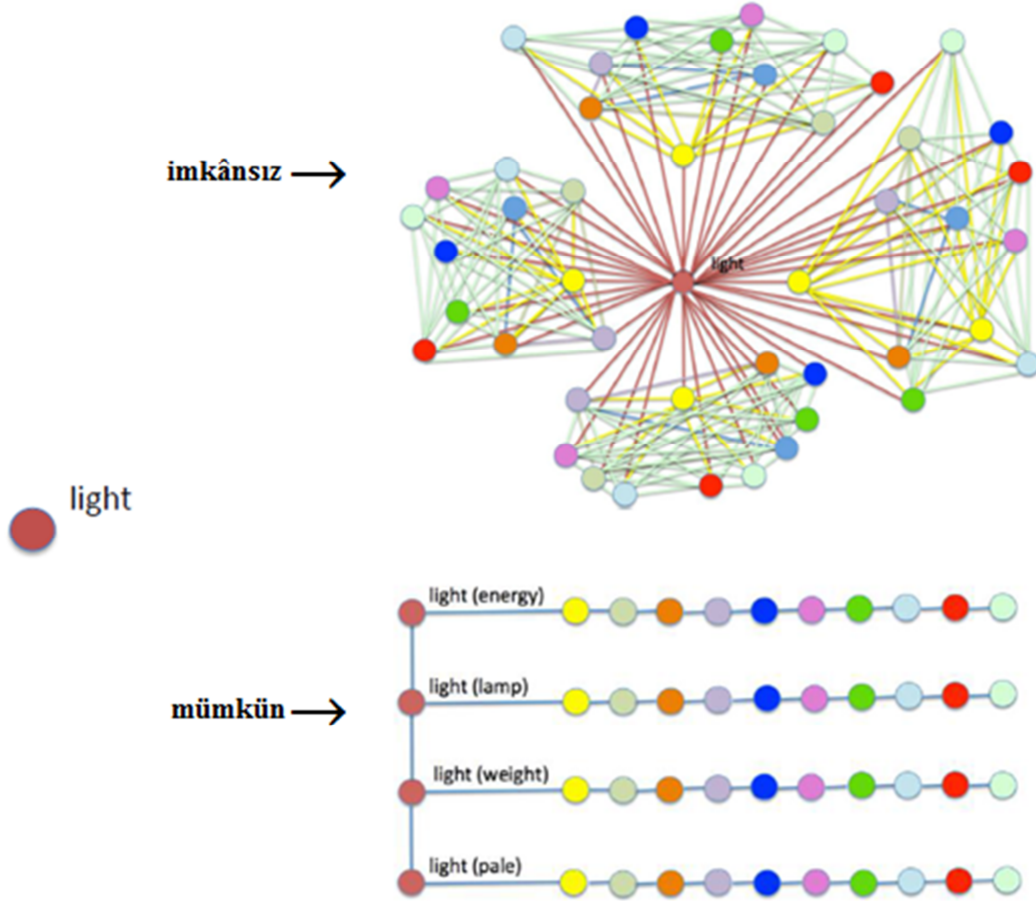 imkânsız
light
light
light (energy)
light (lamp)
mümkün
light (weight)
light (pale)